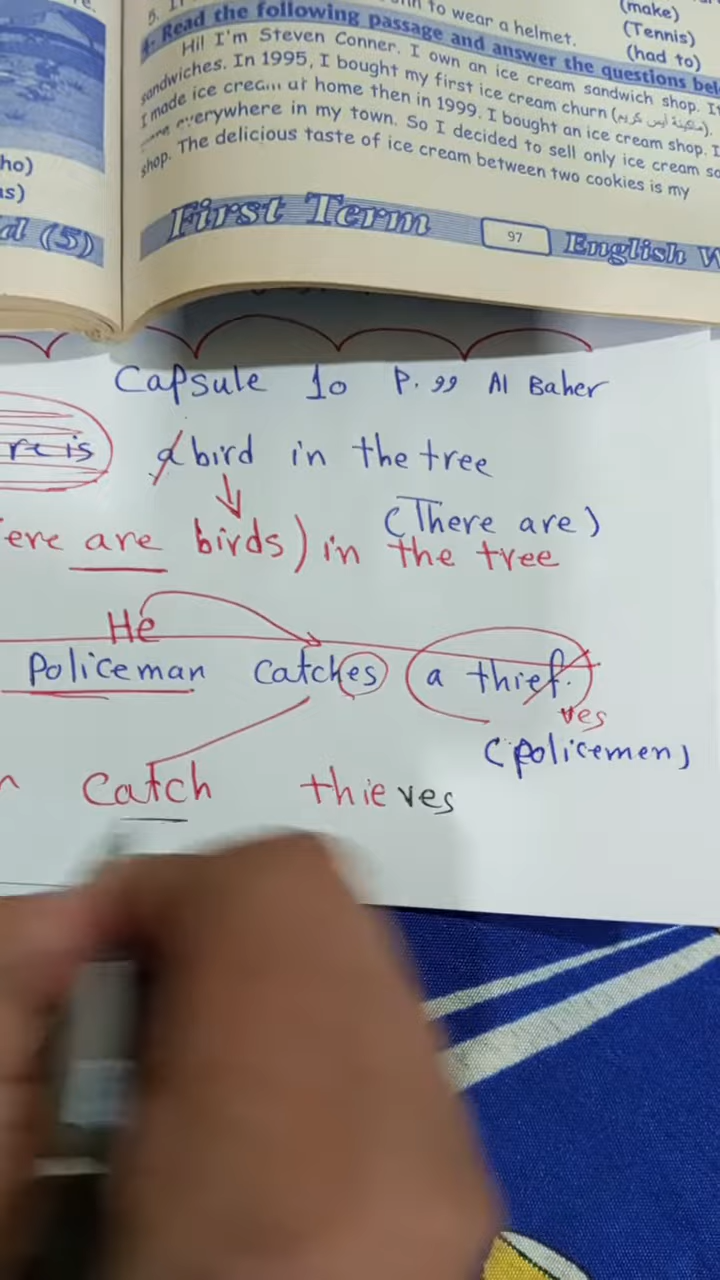 to wear a helmet.
(make)
(Tennis)
(had to)
4- Read the following passage and answer the questions
Hi! I'm Steven Conner. I own an ice cream sandwich shop.
sandwiches. In 1995, I bought my first ice cream churn (ماكينة أيس كريم).
I made ice cream at home then in 1999, I bought an ice cream shop. I
everywhere in my town. So I decided to sell only ice cream
shop. The delicious taste of ice cream between two cookies is my
(5)
First Term
97
English
Capsule 10 P. 99 Al Baher
is a bird in the tree
(There are)
are birds) in the tree
He
Policeman catches a thief.
ves
(policemen)
catch thieves